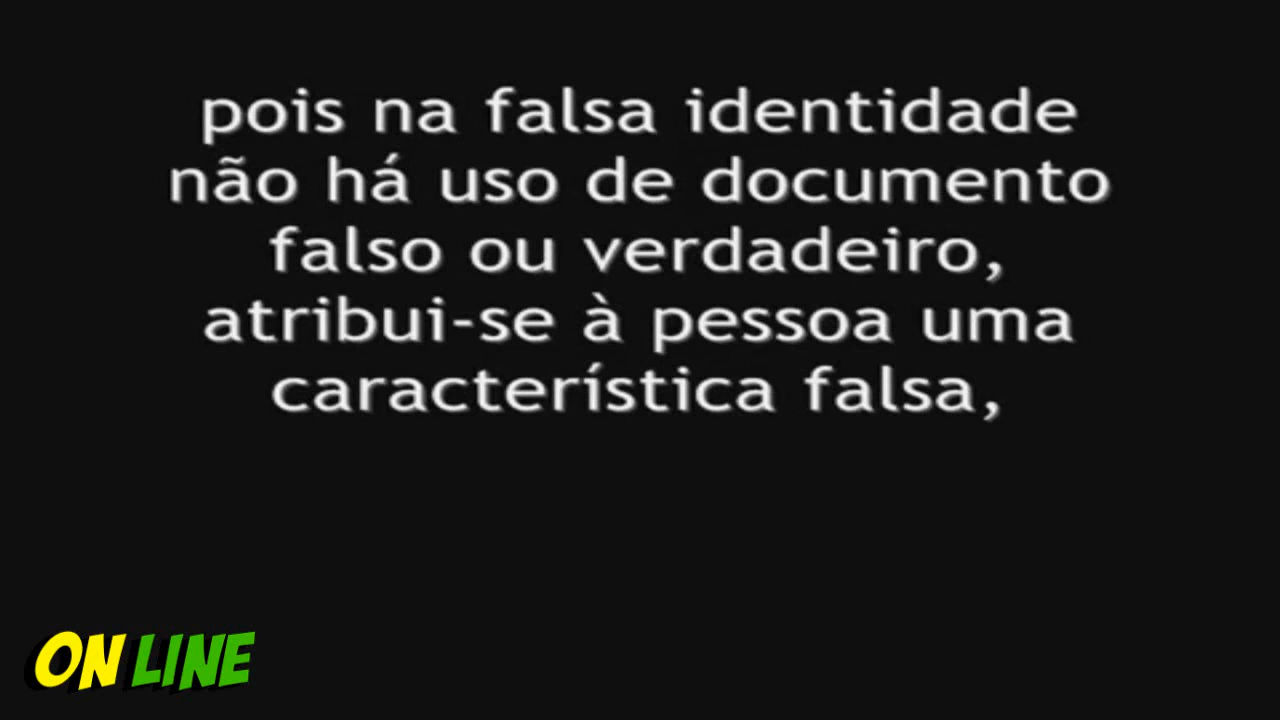 pois na falsa identidade
não há uso de documento
falso ou verdadeiro,
atribui-se à pessoa uma
característica falsa,
ON LINE